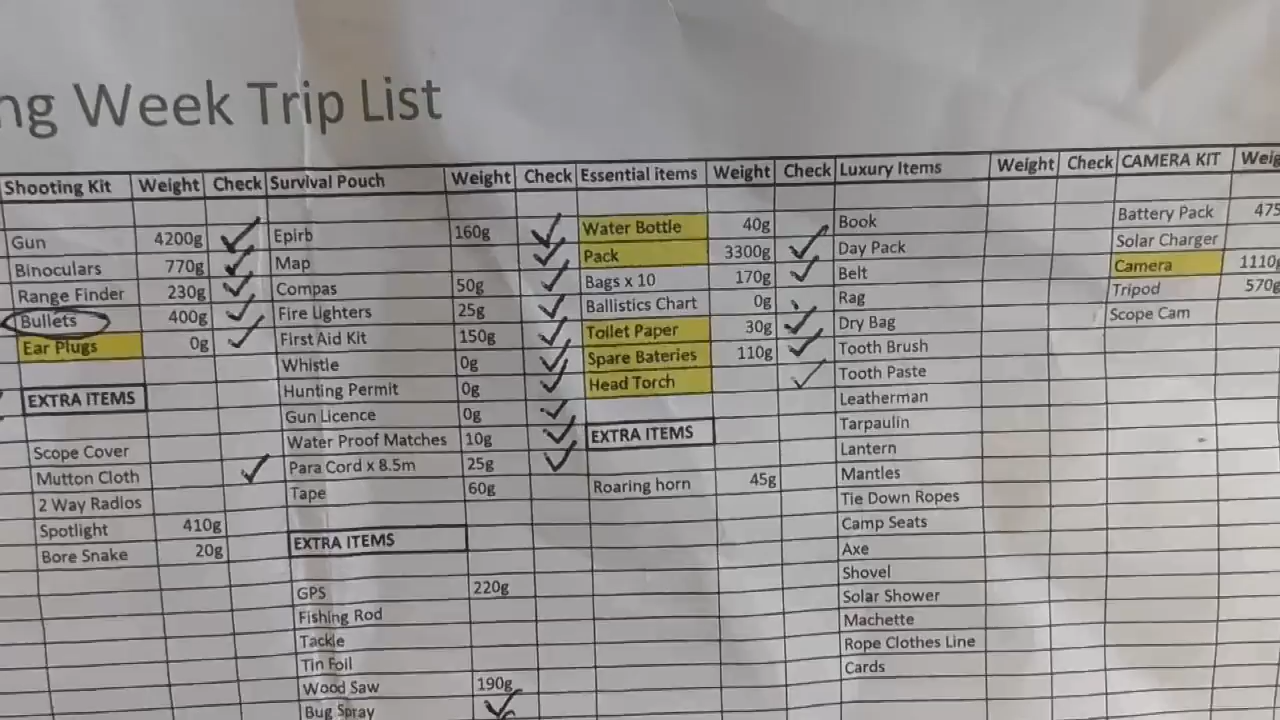 ng Week Trip List
Shooting Kit Weight Check Survival Pouch Weight Check Essential items Weight Check Luxury Items Weight Check CAMERA KIT Weig
Gun 4200g Epirb 160g Water Bottle 40g Book Battery Pack 475
Binoculars 770g Map Pack 3300g Day Pack Solar Charger
Range Finder 230g Compas 50g Bags x 10 170g Belt Camera 1110g
Bullets 400g Fire Lighters 25g Ballistics Chart 0g Rag Tripod 570g
Ear Plugs 0g First Aid Kit 150g Toilet Paper 30g Dry Bag Scope Cam
Whistle 0g Spare Bateries 110g Tooth Brush
EXTRA ITEMS Hunting Permit 0g Head Torch Tooth Paste
Gun Licence 0g Leatherman
Scope Cover Water Proof Matches 10g EXTRA ITEMS Tarpaulin
Mutton Cloth Para Cord x 8.5m 25g Lantern
2 Way Radios Tape 60g Roaring horn 45g Mantles
Spotlight 410g Tie Down Ropes
Bore Snake 20g EXTRA ITEMS Camp Seats
Axe
GPS 220g Shovel
Fishing Rod Solar Shower
Tackle Machette
Tin Foil Rope Clothes Line
Wood Saw 190g Cards
Bug Spray